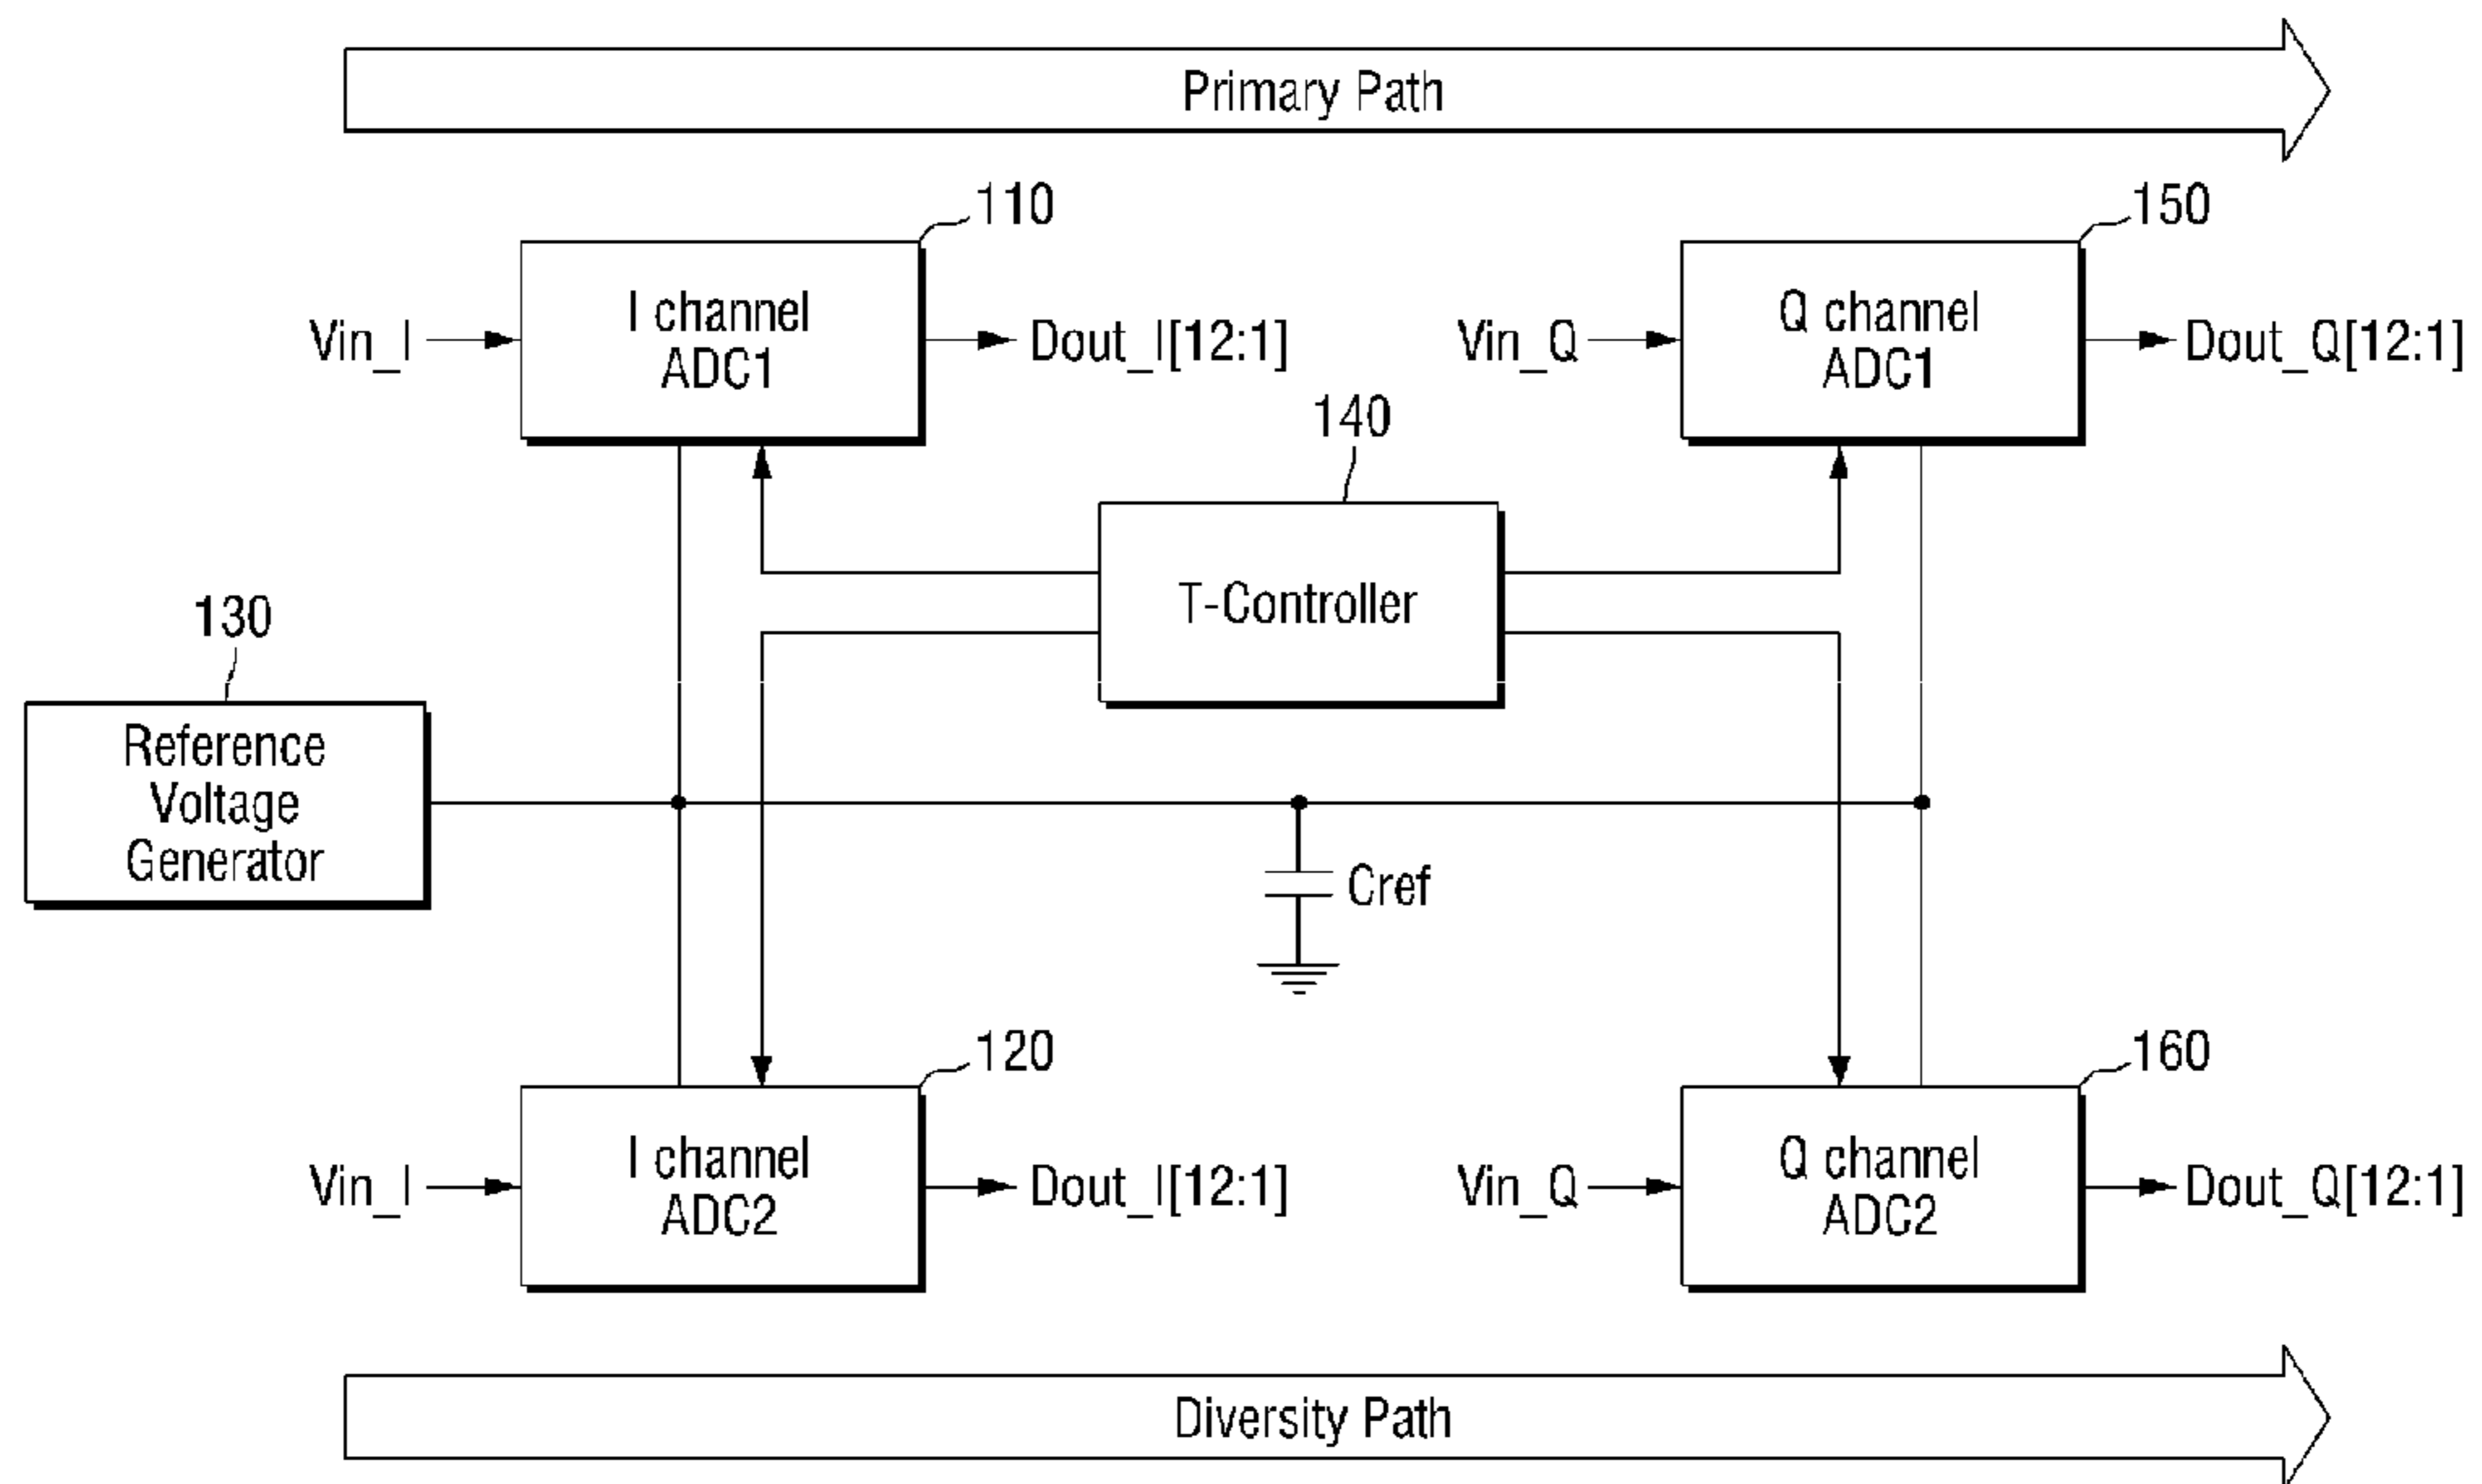 Primary Path
110
150
I channel
ADC1
Vin_I
Dout_I[12:1]
Q channel
ADC1
Vin_Q
Dout_Q[12:1]
140
T-Controller
130
Reference
Voltage
Generator
Cref
120
160
I channel
ADC2
Vin_I
Dout_I[12:1]
Q channel
ADC2
Vin_Q
Dout_Q[12:1]
Diversity Path